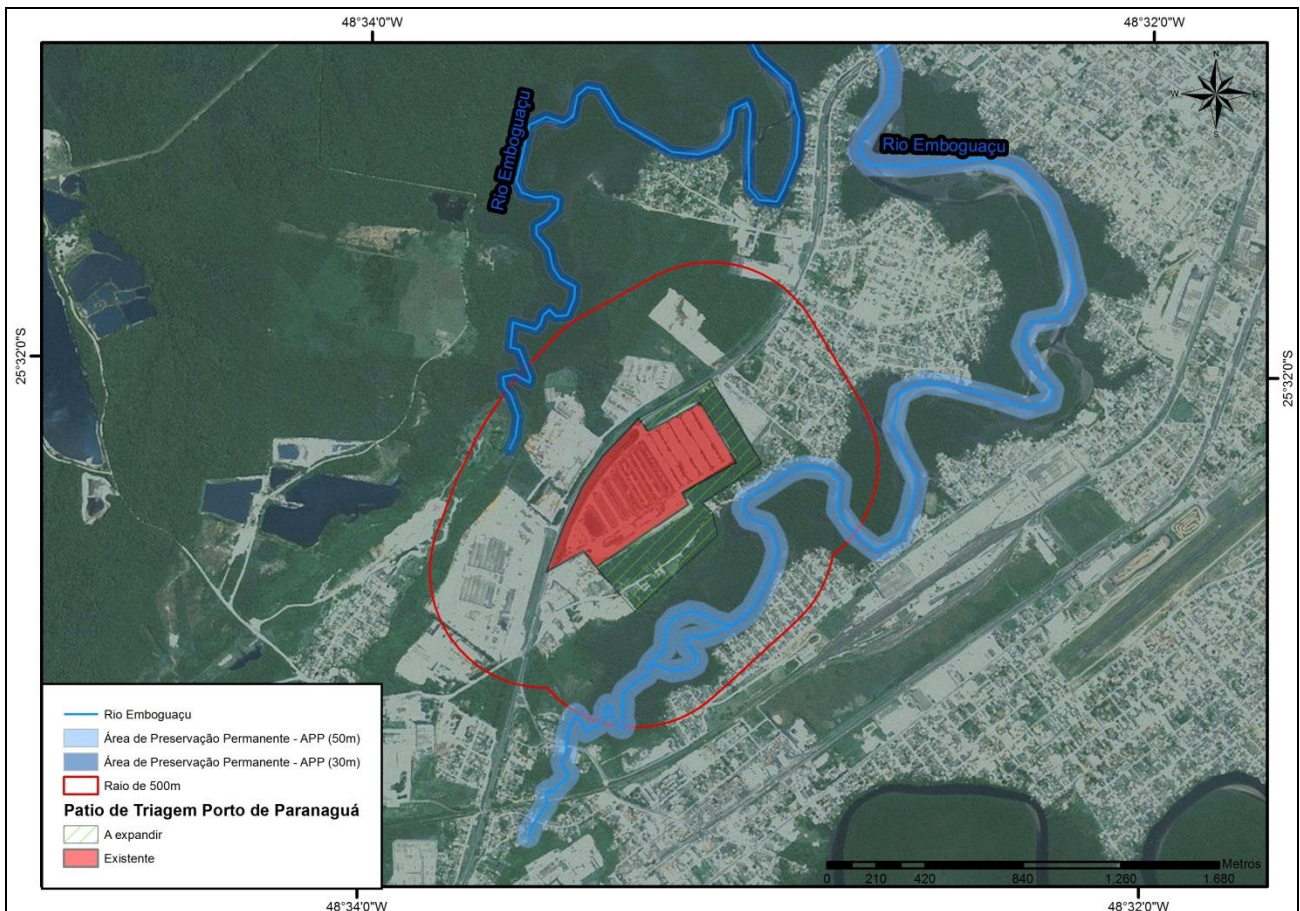 48°34'0"W
48°32'0"W
N
W
E
S
Rio Emboguaçu
Rio Emboguaçu
25°32'0"S
25°32'0"S
Rio Emboguaçu
Área de Preservação Permanente - APP (50m)
Área de Preservação Permanente - APP (30m)
Raio de 500m
Patio de Triagem Porto de Paranaguá
A expandir
Existente
Metros
0
210
420
840
1.260
1.680
48°34'0"W
48°32'0"W